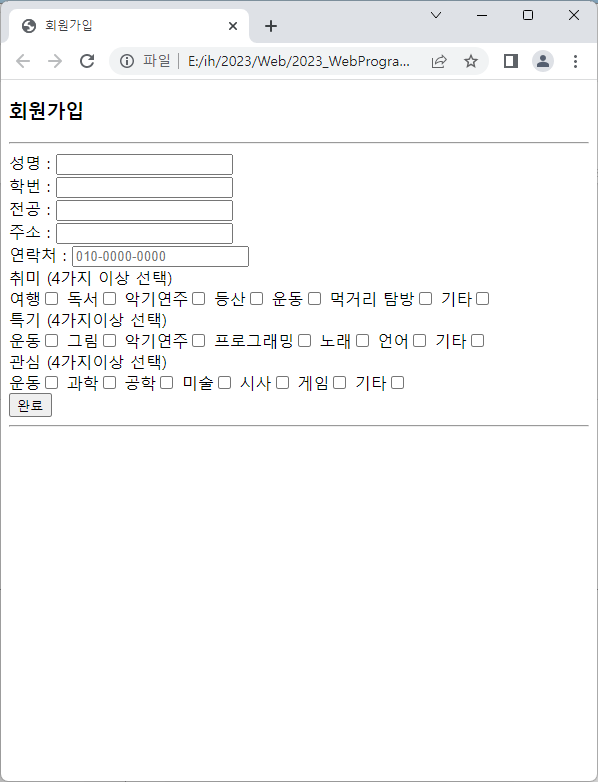 회원가입
파일 E:/ih/2023/Web/2023_WebProgra...
회원가입
성명 :
학번 :
전공 :
주소 :
연락처 : 010-0000-0000
취미 (4가지 이상 선택)
여행 독서 악기연주 등산 운동 먹거리 탐방 기타
특기 (4가지이상 선택)
운동 그림 악기연주 프로그래밍 노래 언어 기타
관심 (4가지이상 선택)
운동 과학 공학 미술 시사 게임 기타
완료